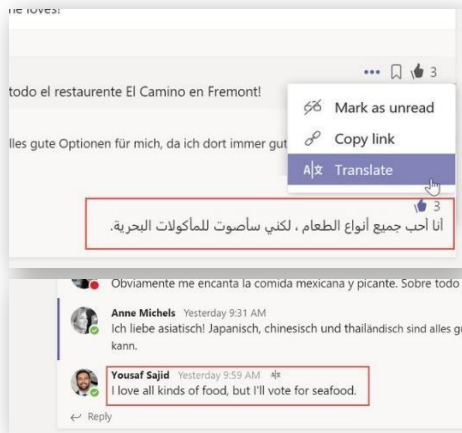 ne loves!
3
todo el restaurente El Camino en Fremont!
Mark as unread
Copy link
lles gute Optionen für mich, da ich dort immer gut
Translate
3
أنا أحب جميع أنواع الطعام ، لكني سأصوت للمأكولات البحرية.
Obviamente me encanta la comida mexicana y picante. Sobre todo
Anne Michels Yesterday 9:31 AM
Ich liebe asiatisch! Japanisch, chinesisch und thailändisch sind alles gu
kann.
Yousaf Sajid Yesterday 9:59 AM
I love all kinds of food, but I'll vote for seafood.
Reply